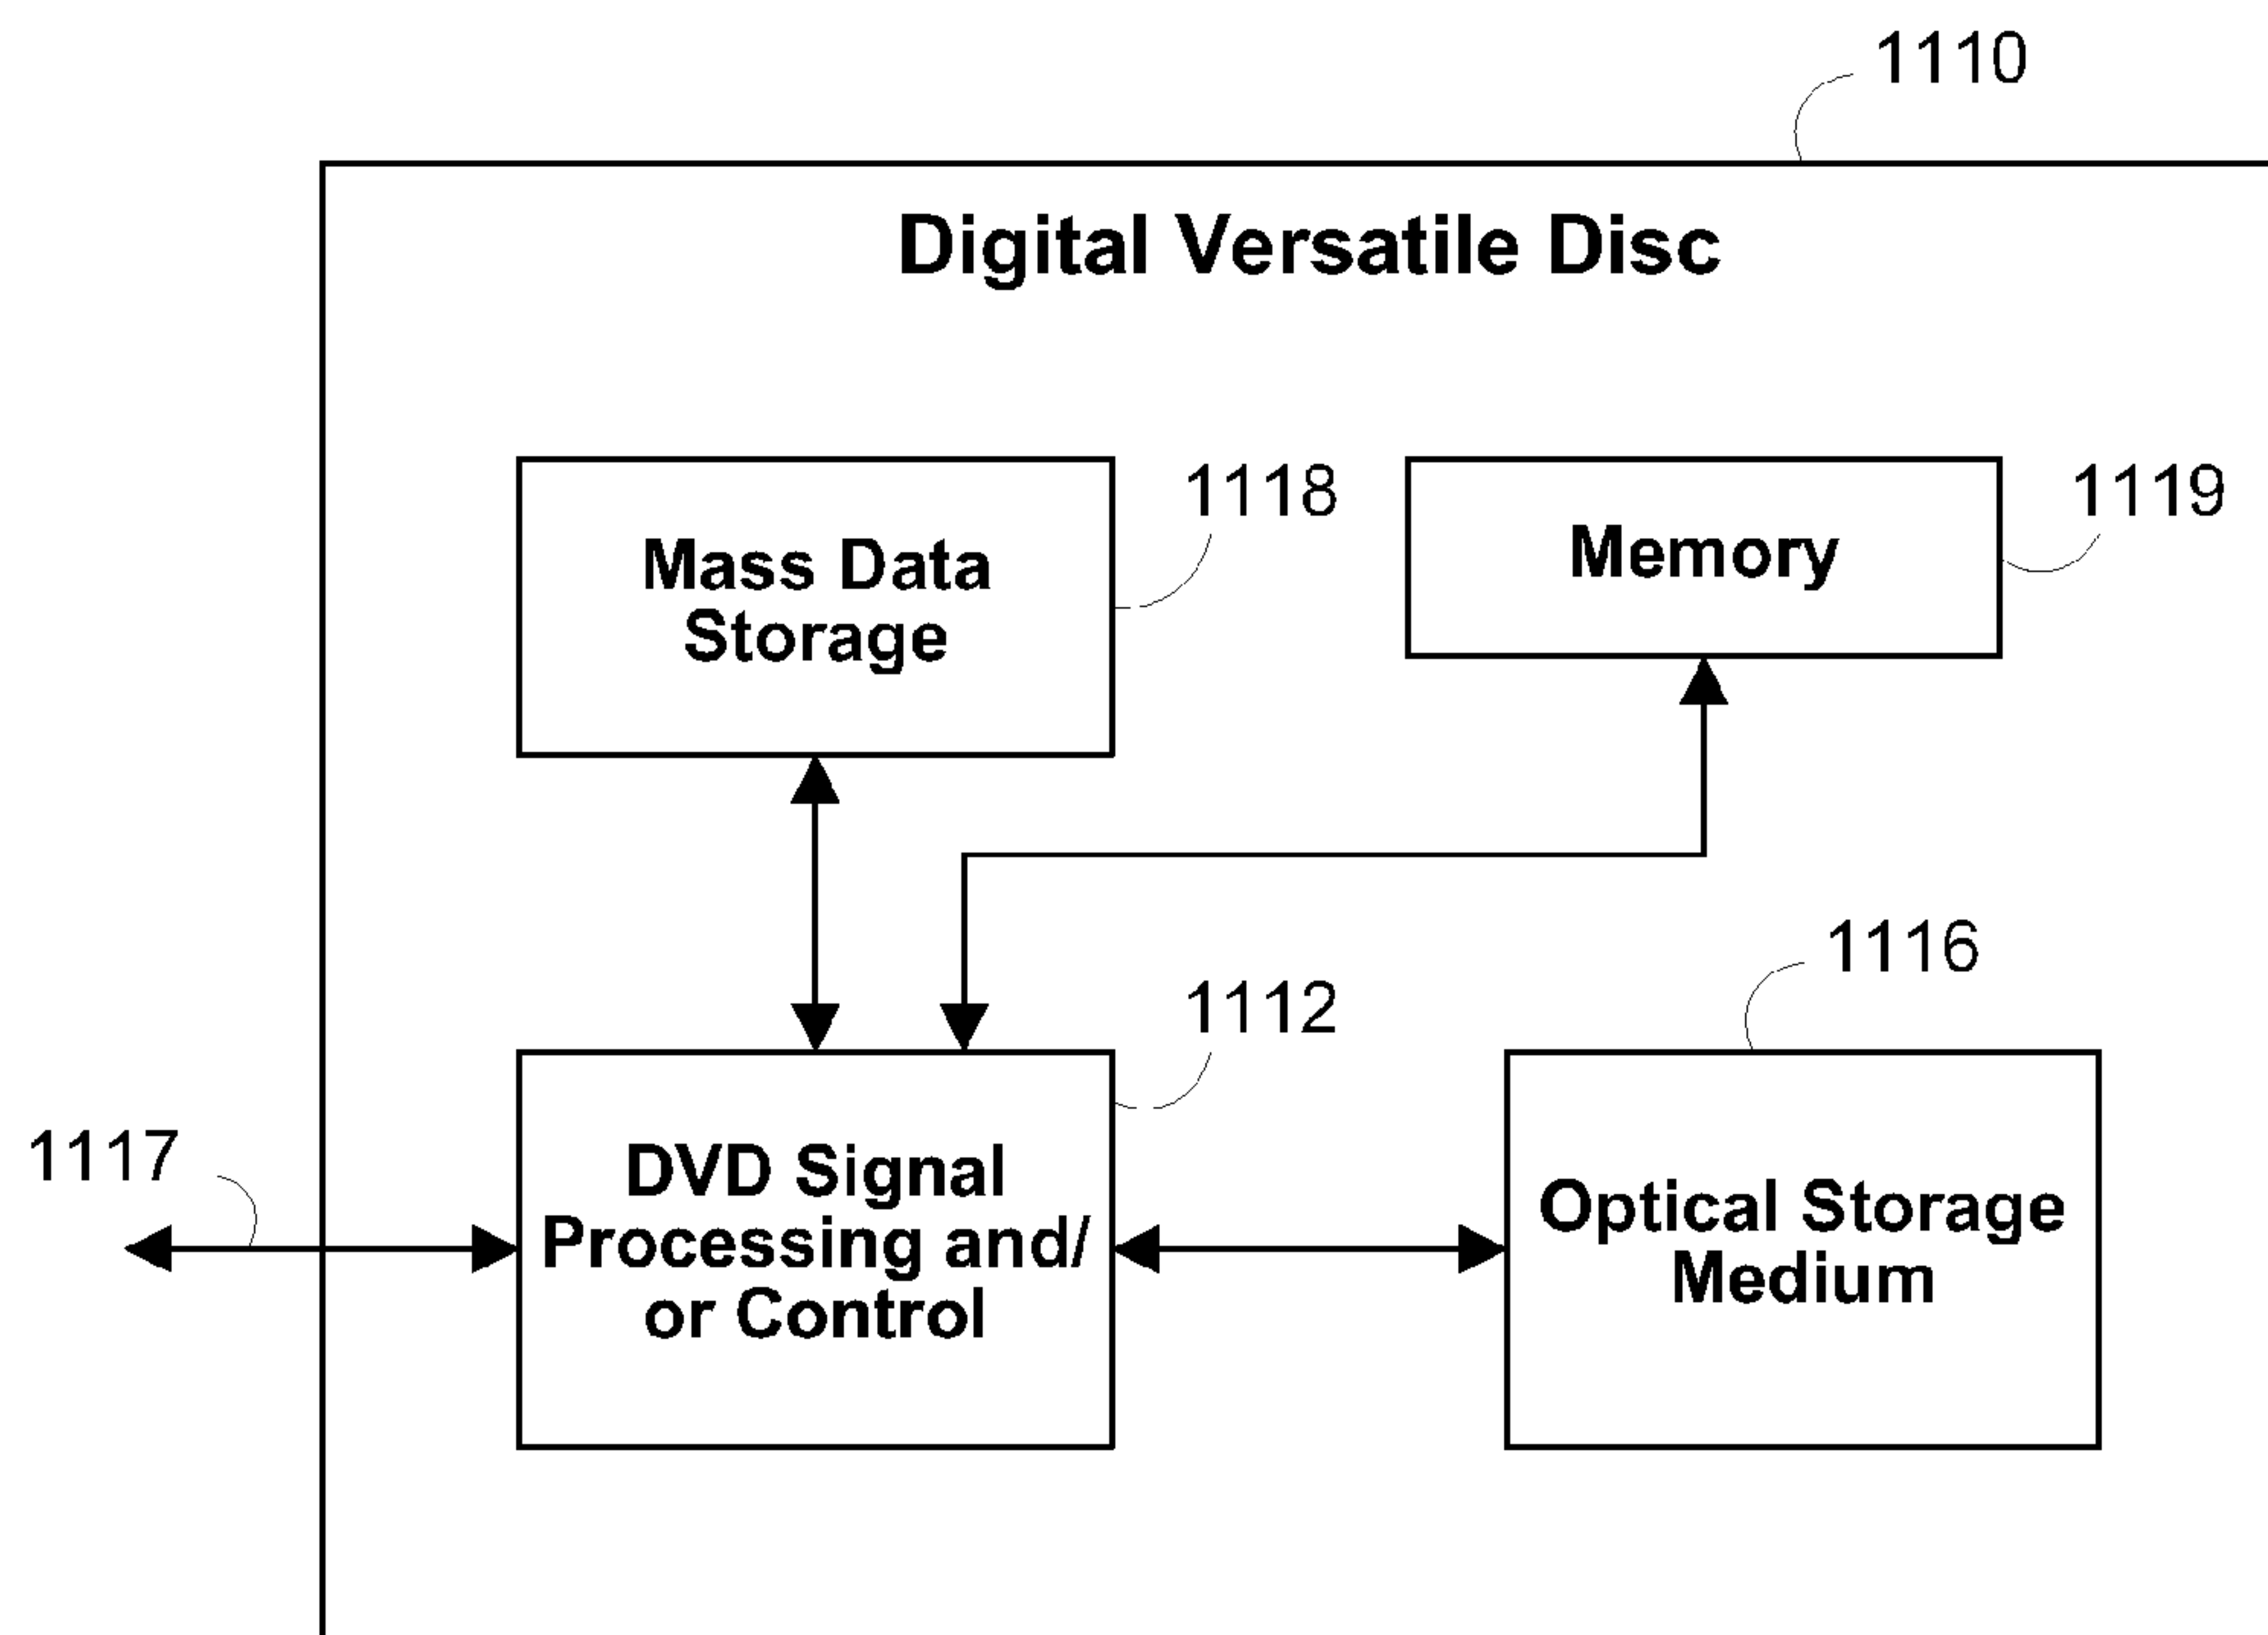 1110
Digital Versatile Disc
1118
1119
Mass Data
Storage
Memory
1116
1112
1117
DVD Signal
Processing and/
or Control
Optical Storage
Medium